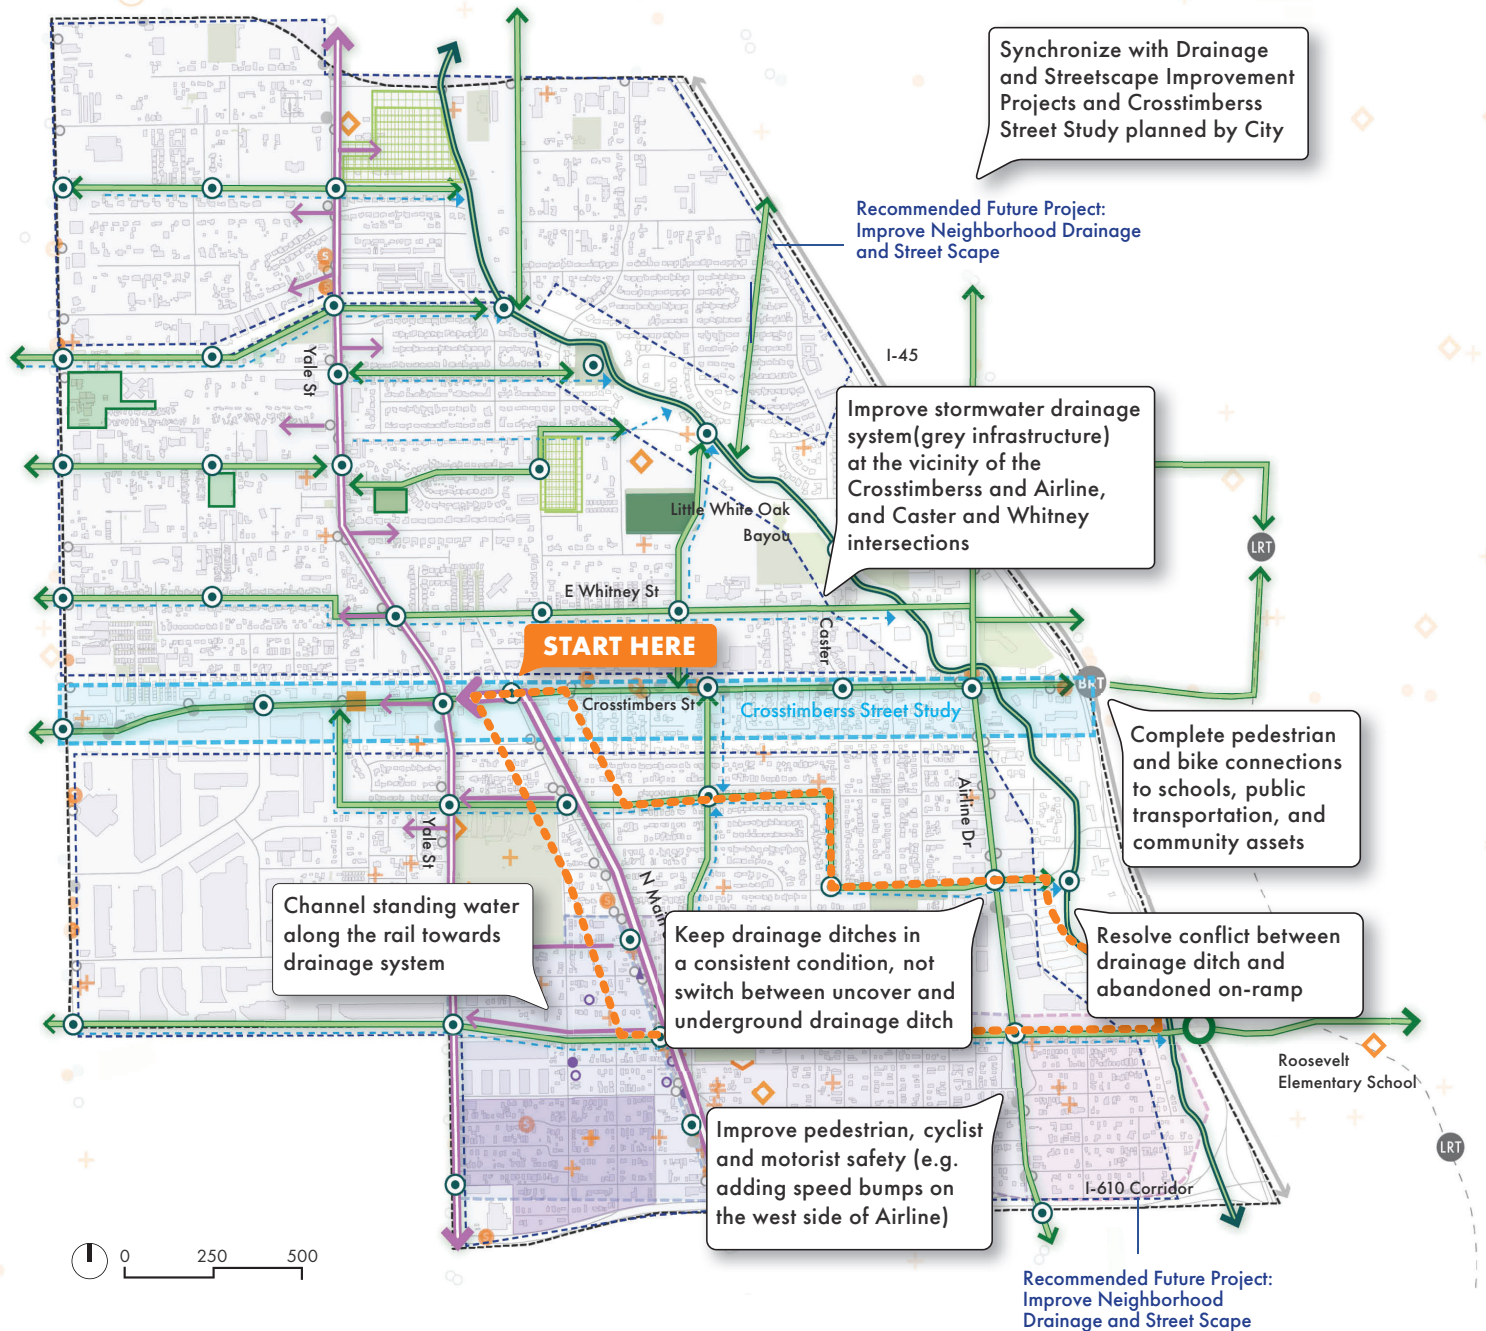 Synchronize with Drainage
and Streetscape Improvement
Projects and Crosstimberss
Street Study planned by City
Recommended Future Project:
Improve Neighborhood Drainage
and Street Scape
S
S
Yale St
I-45
Improve stormwater drainage
system(grey infrastructure)
at the vicinity of the
Crosstimberss and Airline,
and Caster and Whitney
intersections
Little White Oak
Bayou
LRT
E Whitney St
Caster
START HERE
BRT
Crosstimbers St
Crosstimberss Street Study
Complete pedestrian
and bike connections
to schools, public
transportation, and
community assets
Airline Dr
Yale St
N Main
S
Channel standing water
along the rail towards
drainage system
Keep drainage ditches in
a consistent condition, not
switch between uncover and
underground drainage ditch
Resolve conflict between
drainage ditch and
abandoned on-ramp
Roosevelt
Elementary School
S
LRT
Improve pedestrian, cyclist
and motorist safety (e.g.
adding speed bumps on
the west side of Airline)
I-610 Corridor
S
0 250 500
Recommended Future Project:
Improve Neighborhood
Drainage and Street Scape